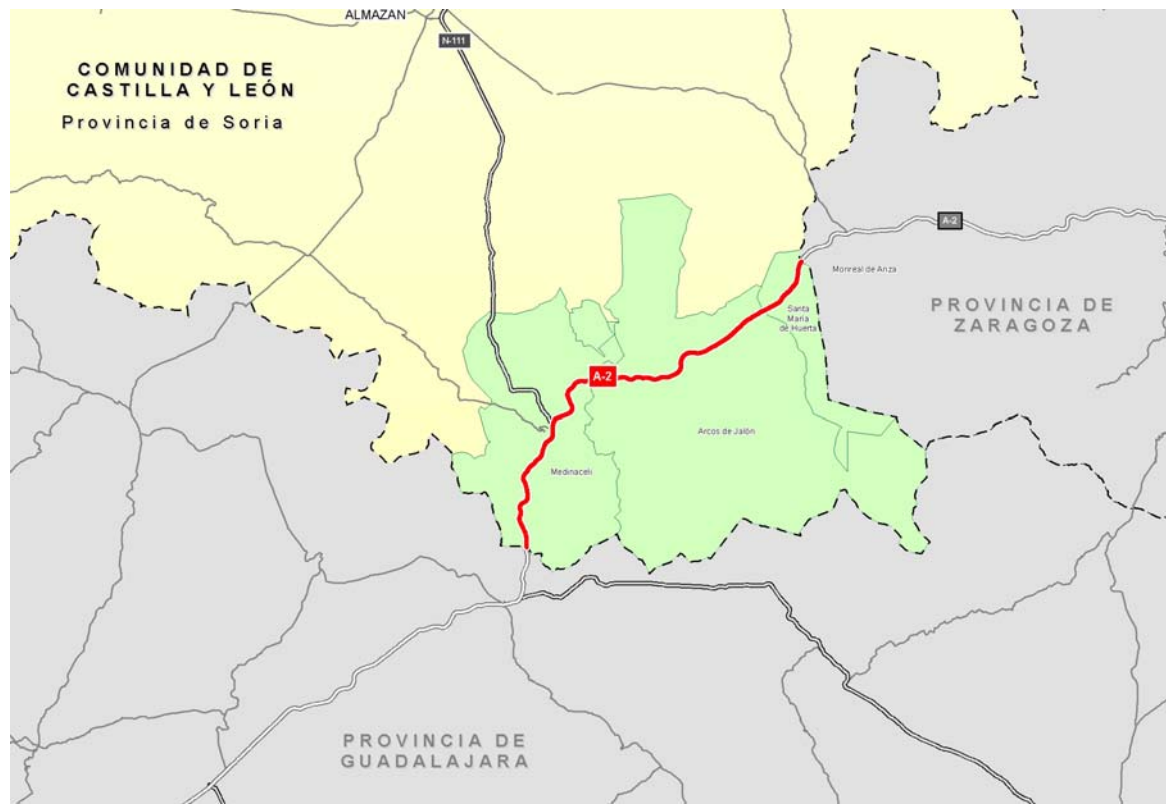 ALMAZAN
N-111
COMUNIDAD DE
CASTILLA Y LEÓN
Provincia de Soria
A-2
Monreal de Ariza
PROVINCIA DE
ZARAGOZA
Santa
María
de Huerta
A-2
Arcos de Jalón
Medinaceli
PROVINCIA DE
GUADALAJARA